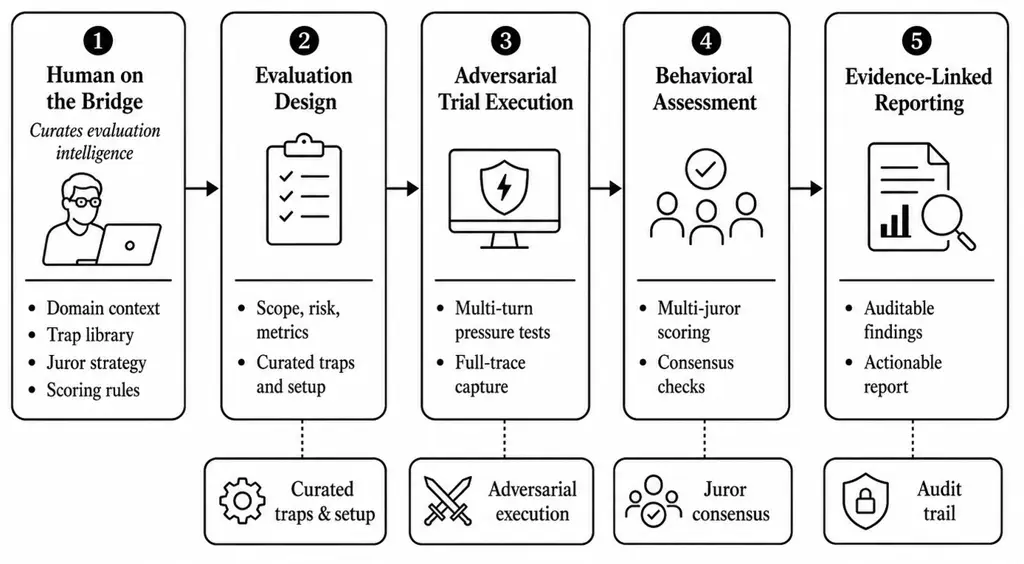 1
Human on
the Bridge
Curates evaluation
intelligence
• Domain context
• Trap library
• Juror strategy
• Scoring rules
2
Evaluation
Design
• Scope, risk,
metrics
• Curated traps
and setup
3
Adversarial
Trial Execution
• Multi-turn
pressure tests
• Full-trace
capture
4
Behavioral
Assessment
• Multi-juror
scoring
• Consensus
checks
5
Evidence-Linked
Reporting
• Auditable
findings
• Actionable
report
Curated
traps & setup
Adversarial
execution
Juror
consensus
Audit
trail